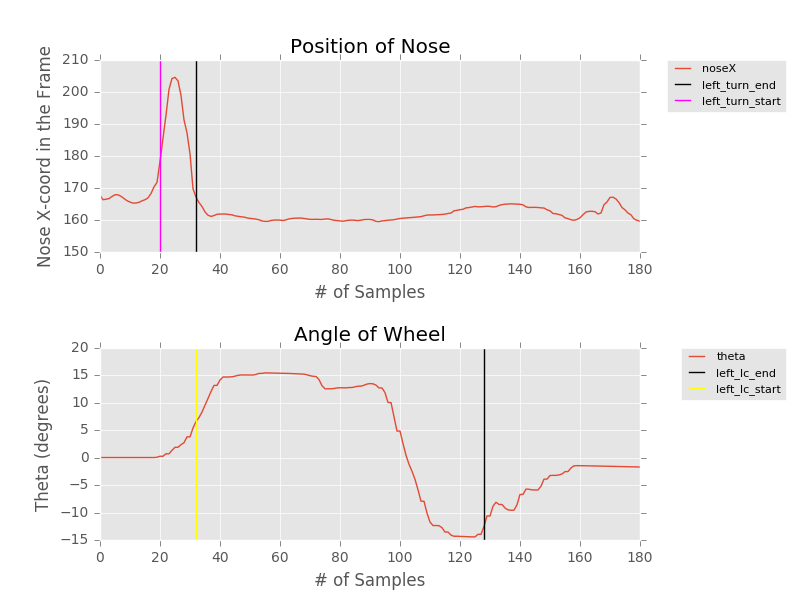 Position of Nose
Nose X-coord in the Frame
210
200
190
180
170
160
150
0 20 40 60 80 100 120 140 160 180
# of Samples
noseX
left_turn_end
left_turn_start
Angle of Wheel
Theta (degrees)
20
15
10
5
0
−5
−10
−15
0 20 40 60 80 100 120 140 160 180
# of Samples
theta
left_lc_end
left_lc_start